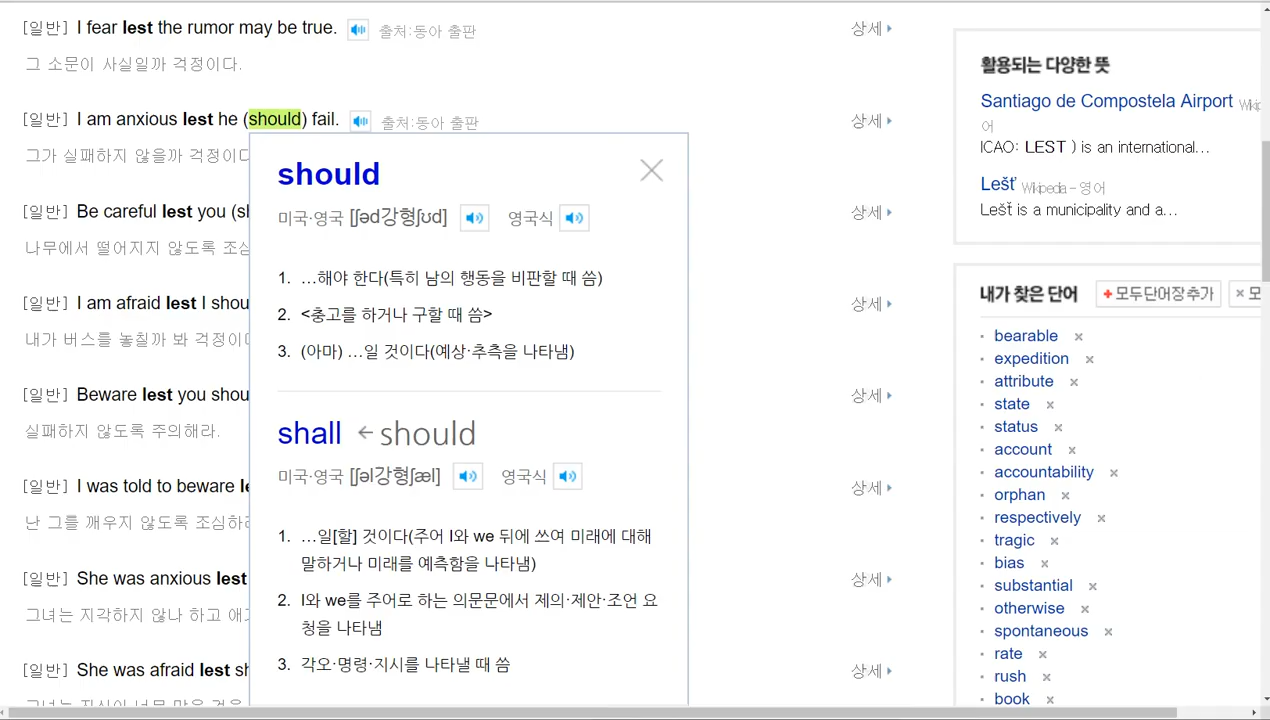 [일반] I fear lest the rumor may be true. 출처:동아 출판 상세
그 소문이 사실일까 걱정이다.
[일반] I am anxious lest he (should) fail. 출처:동아 출판 상세
그가 실패하지 않을까 걱정이다
[일반] Be careful lest you (sh 상세
나무에서 떨어지지 않도록 조심
[일반] I am afraid lest I shou 상세
내가 버스를 놓칠까 봐 걱정이다
[일반] Beware lest you shou 상세
실패하지 않도록 주의해라.
[일반] I was told to beware le 상세
난 그를 깨우지 않도록 조심하라
[일반] She was anxious lest 상세
그녀는 지각하지 않나 하고 애
[일반] She was afraid lest sh 상세
should
미국·영국 [ʃəd강형ʃʊd] 영국식
1. …해야 한다(특히 남의 행동을 비판할 때 씀)
2. <충고를 하거나 구할 때 씀>
3. (아마) …일 것이다(예상·추측을 나타냄)
shall ← should
미국·영국 [ʃəl강형ʃæl] 영국식
1. …일[할] 것이다(주어 I와 we 뒤에 쓰여 미래에 대해
말하거나 미래를 예측함을 나타냄)
2. I와 we를 주어로 하는 의문문에서 제의·제안·조언 요
청을 나타냄
3. 각오·명령·지시를 나타낼 때 씀
활용되는 다양한 뜻
Santiago de Compostela Airport Wik
어
ICAO: LEST ) is an international...
Lešť Wikipedia - 영어
Lešť is a municipality and a...
내가 찾은 단어 +모두단어장추가 × 모
· bearable ×
· expedition ×
· attribute ×
· state ×
· status ×
· account ×
· accountability ×
· orphan ×
· respectively ×
· tragic ×
· bias ×
· substantial ×
· otherwise ×
· spontaneous ×
· rate ×
· rush ×
· book ×